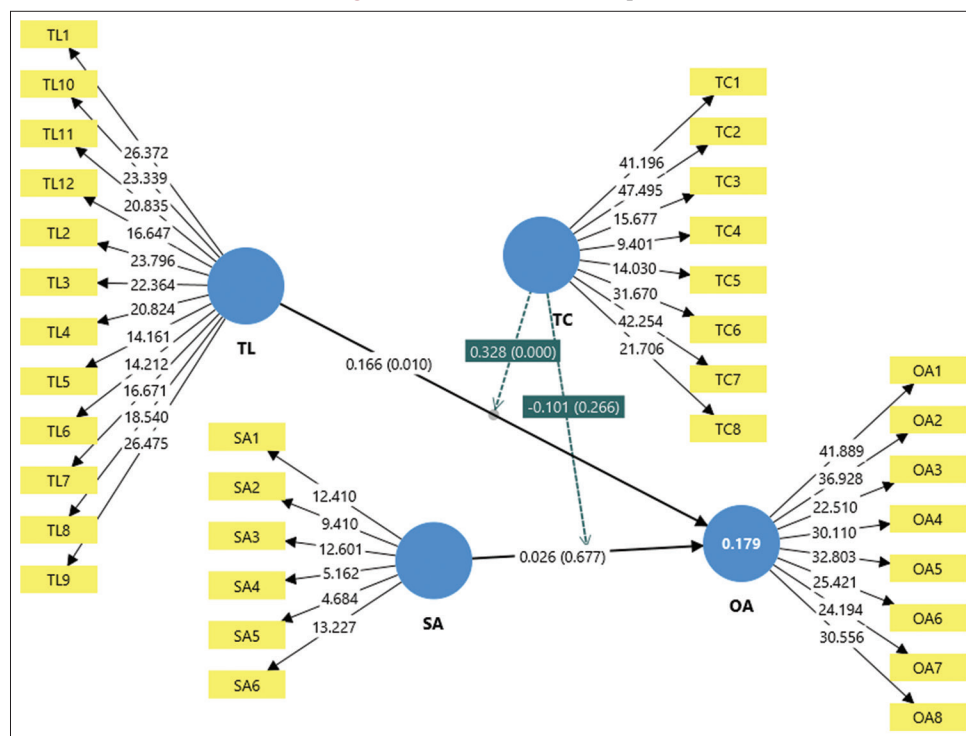 TL1
TL10
TL11
TL12
TL2
TL3
TL4
TL5
TL6
TL7
TL8
TL9
26.372
23.339
20.835
16.647
23.796
22.364
20.824
14.161
14.212
16.671
18.540
26.475
TL
TC1
TC2
TC3
TC4
TC5
TC6
TC7
TC8
41.196
47.495
15.677
9.401
14.030
31.670
42.254
21.706
TC
0.328 (0.000)
0.166 (0.010)
-0.101 (0.266)
SA1
SA2
SA3
SA4
SA5
SA6
12.410
9.410
12.601
5.162
4.684
13.227
SA
0.026 (0.677)
0.179
OA
41.889
36.928
22.510
30.110
32.803
25.421
24.194
30.556
OA1
OA2
OA3
OA4
OA5
OA6
OA7
OA8